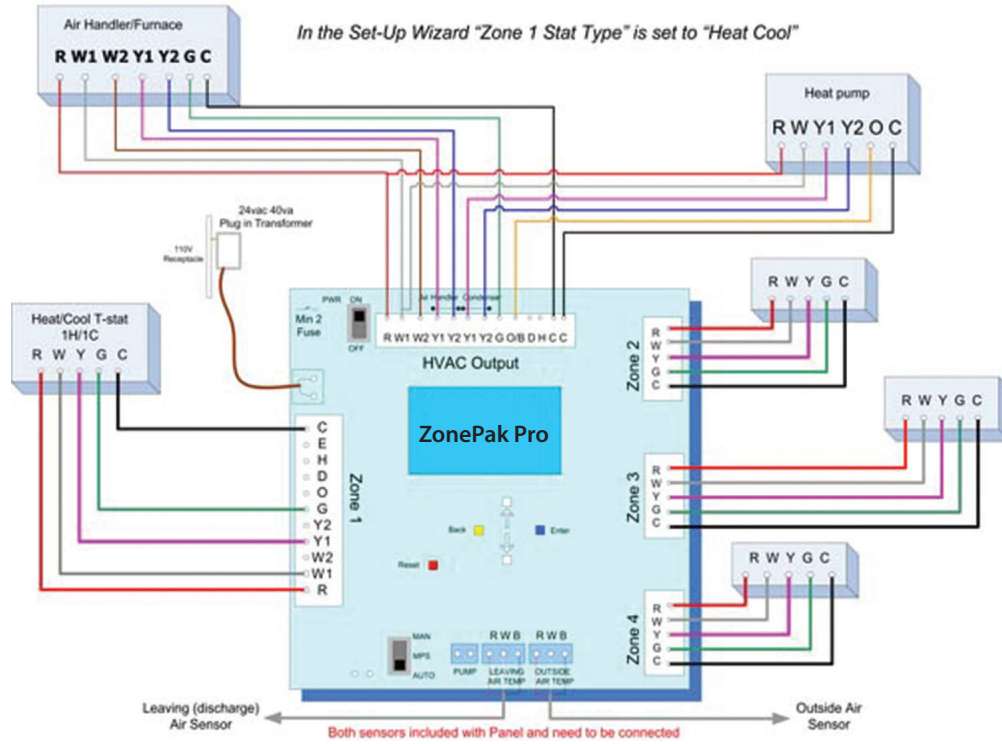 In the Set-Up Wizard “Zone 1 Stat Type” is set to “Heat Cool”
Air Handler/Furnace
R W1 W2 Y1 Y2 G C
Heat pump
R W Y1 Y2 O C
24vac 40va
Plug in Transformer
110V
Receptacle
PWR ON
OFF
Min 2
Fuse
Air Handler Condenser
R W1 W2 Y1 Y2 Y1 Y2 G O/B D H C C
HVAC Output
Heat/Cool T-stat
1H/1C
R W Y G C
C
E
H
D
O
G
Y2
Y1
W2
W1
R
Zone 1
ZonePak Pro
Back
Enter
Reset
R W Y G C
R
W
Y
G
C
Zone 2
R W Y G C
R
W
Y
G
C
Zone 3
R W Y G C
R
W
Y
G
C
Zone 4
MAN
MPS
AUTO
PUMP
R W B
LEAVING
AIR TEMP
R W B
OUTSIDE
AIR TEMP
Leaving (discharge)
Air Sensor
Outside Air
Sensor
Both sensors included with Panel and need to be connected